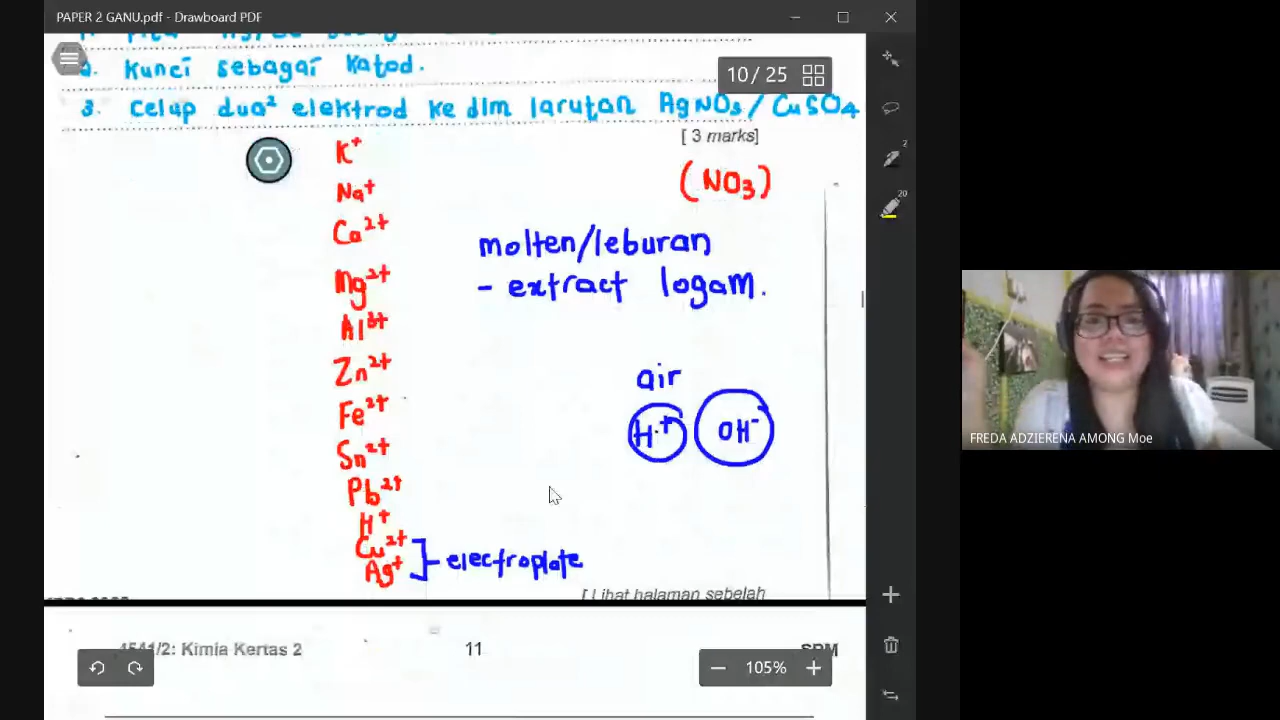 PAPER 2 GANU.pdf - Drawboard PDF
2. Kunci sebagai katod.
10 / 25
3. Celup dua² elektrod ke dlm larutan AgNO3 / CuSO4
[ 3 marks]
K+
(NO3)
Na+
Ca2+
molten/leburan
Mg2+
- extract logam.
Al3+
Zn2+
air
Fe2+
H+ OH-
Sn2+
Pb2+
H+
Cu2+
Ag+
electroplate
[ Lihat halaman sebelah
4541/2: Kimia Kertas 2
11
SPM
105%
2
20
FREDA ADZIERENA AMONG Moe